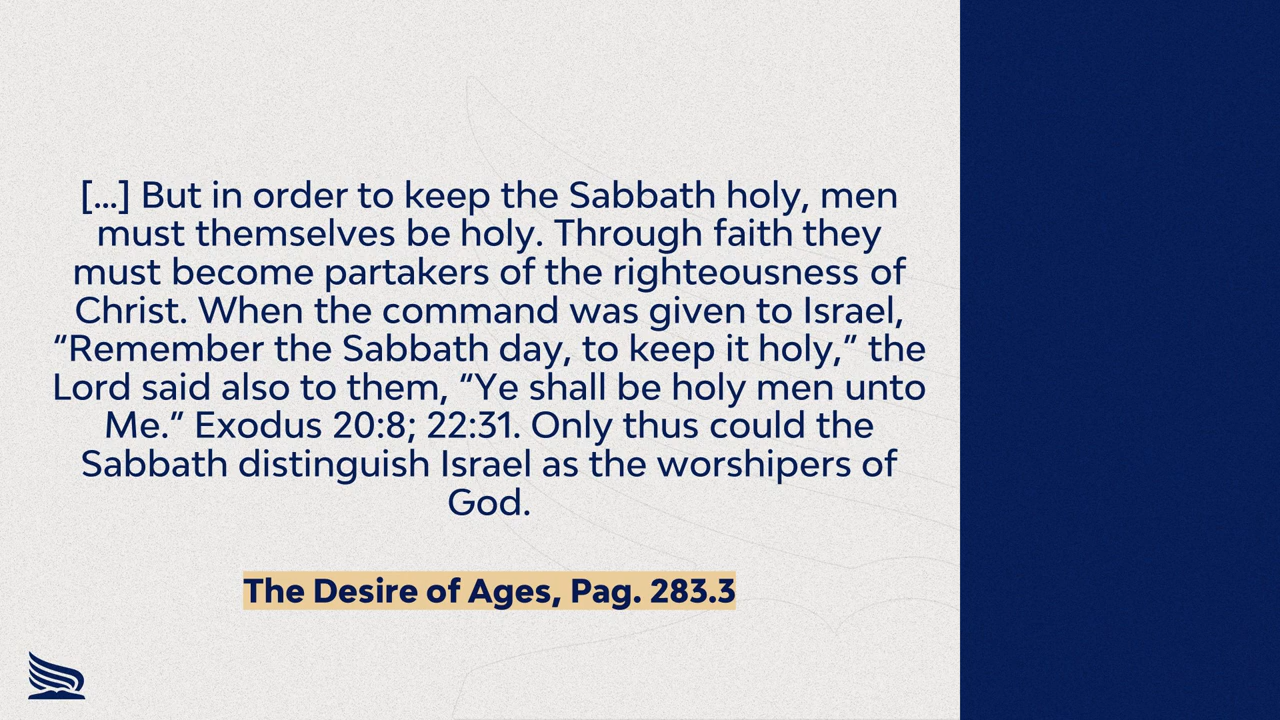 [...] But in order to keep the Sabbath holy, men
must themselves be holy. Through faith they
must become partakers of the righteousness of
Christ. When the command was given to Israel,
“Remember the Sabbath day, to keep it holy,” the
Lord said also to them, “Ye shall be holy men unto
Me.” Exodus 20:8; 22:31. Only thus could the
Sabbath distinguish Israel as the worshipers of
God.
The Desire of Ages, Pag. 283.3